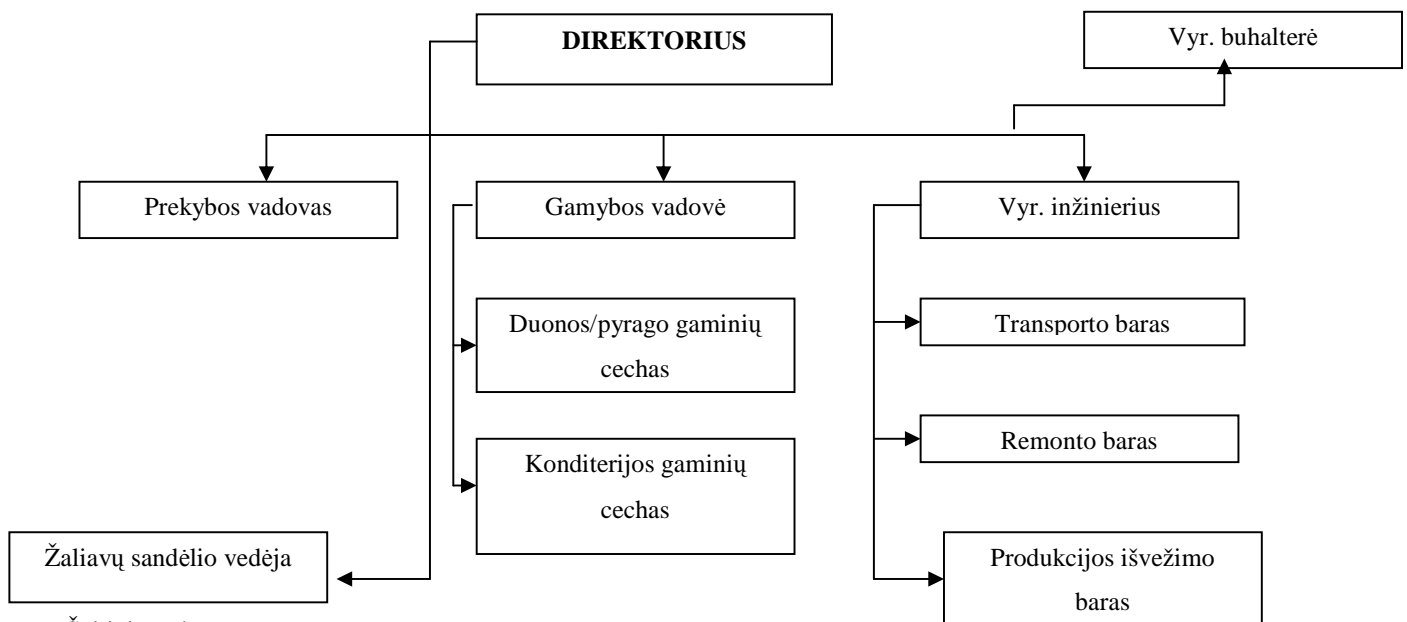 DIREKTORIUS
Vyr. buhalterė
Prekybos vadovas
Gamybos vadovė
Vyr. inžinierius
Duonos/pyrago gaminių
cechas
Transporto baras
Remonto baras
Konditerijos gaminių
cechas
Žaliavų sandėlio vedėja
Produkcijos išvežimo
baras